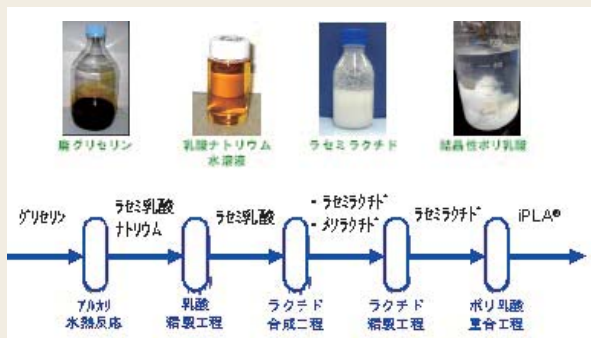 廃グリセリン
乳酸ナトリウム
水溶液
ラセミラクチド
結晶性ポリ乳酸
グリセリン
ラセミ乳酸
ナトリウム
ラセミ乳酸
・ラセミラクチド
・メソラクチド
ラセミラクチド
iPLA®
アルカリ
水熱反応
乳酸
精製工程
ラクチド
合成工程
ラクチド
精製工程
ポリ乳酸
重合工程